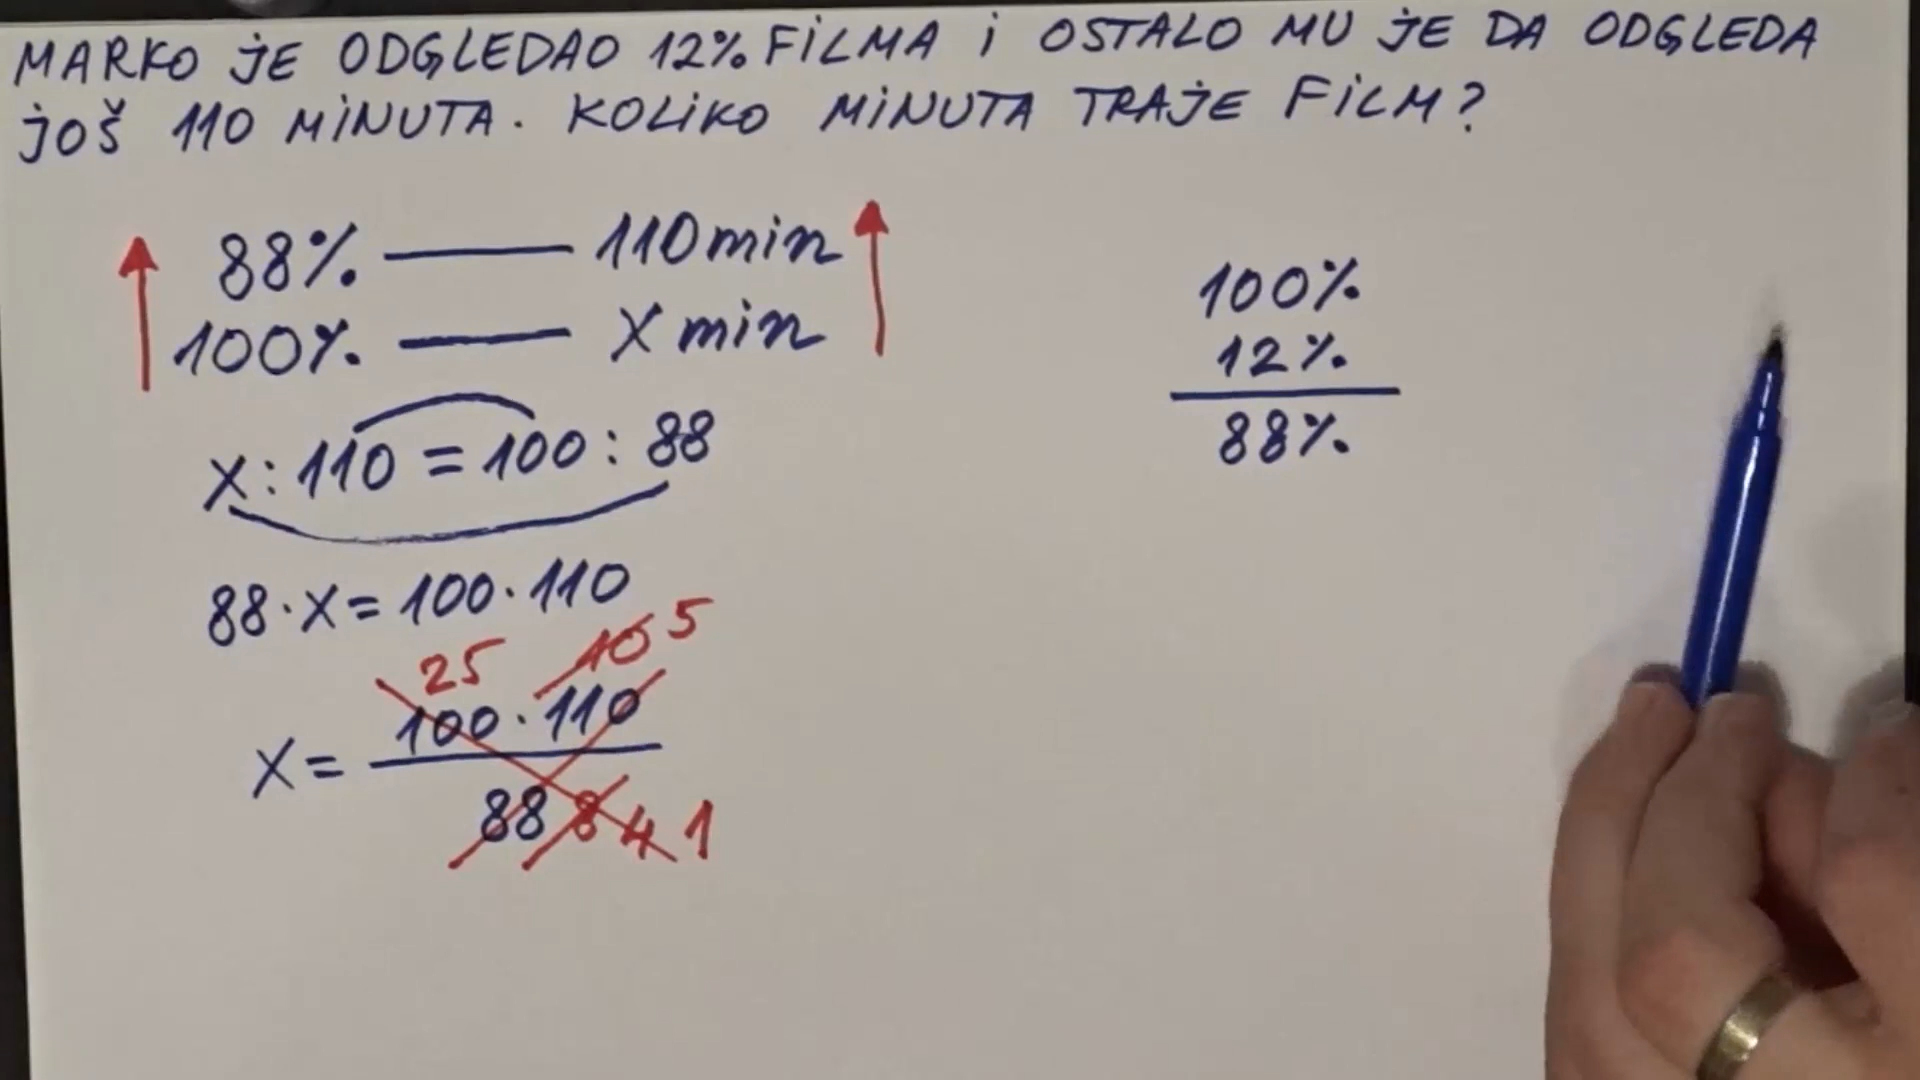 MARKO JE ODGLEDAO 12% FILMA I OSTALO MU JE DA ODGLEDA
JOŠ 110 MINUTA. KOLIKO MINUTA TRAJE FILM?
88% — 110 min
100% — X min
x : 110 = 100 : 88
88 · X = 100 · 110
25 10 5
100 · 110
X =
88 8 4 1
100%
12%
88%